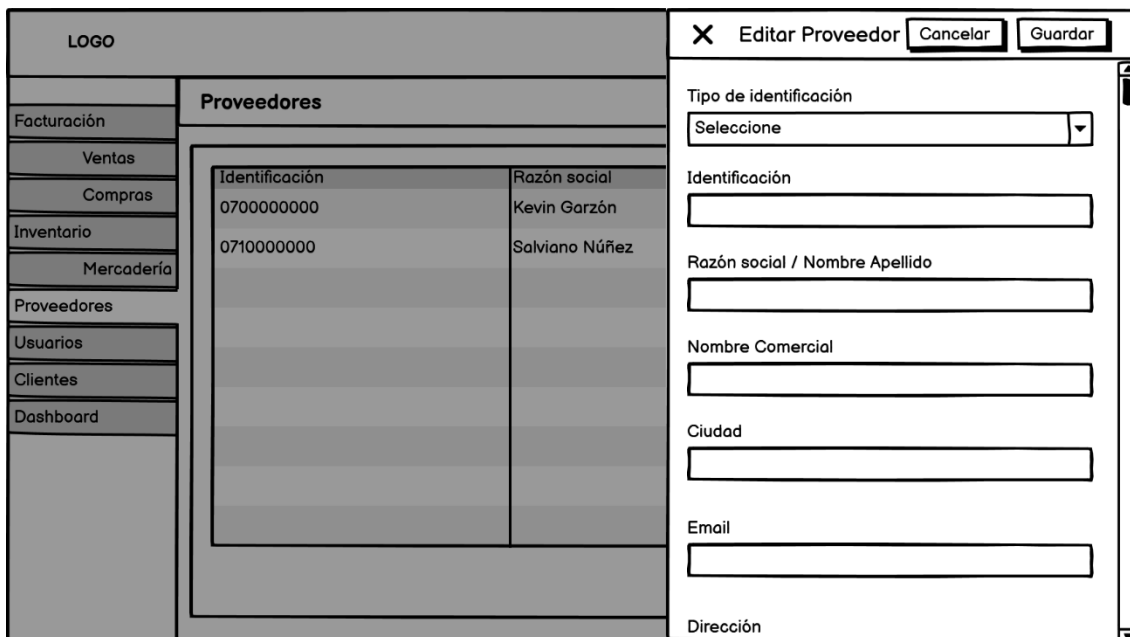 LOGO
Facturación
Ventas
Compras
Inventario
Mercadería
Proveedores
Usuarios
Clientes
Dashboard
Proveedores
Identificación Razón social
0700000000 Kevin Garzón
0710000000 Salviano Núñez
Editar Proveedor Cancelar Guardar
Tipo de identificación
Seleccione
Identificación
Razón social / Nombre Apellido
Nombre Comercial
Ciudad
Email
Dirección